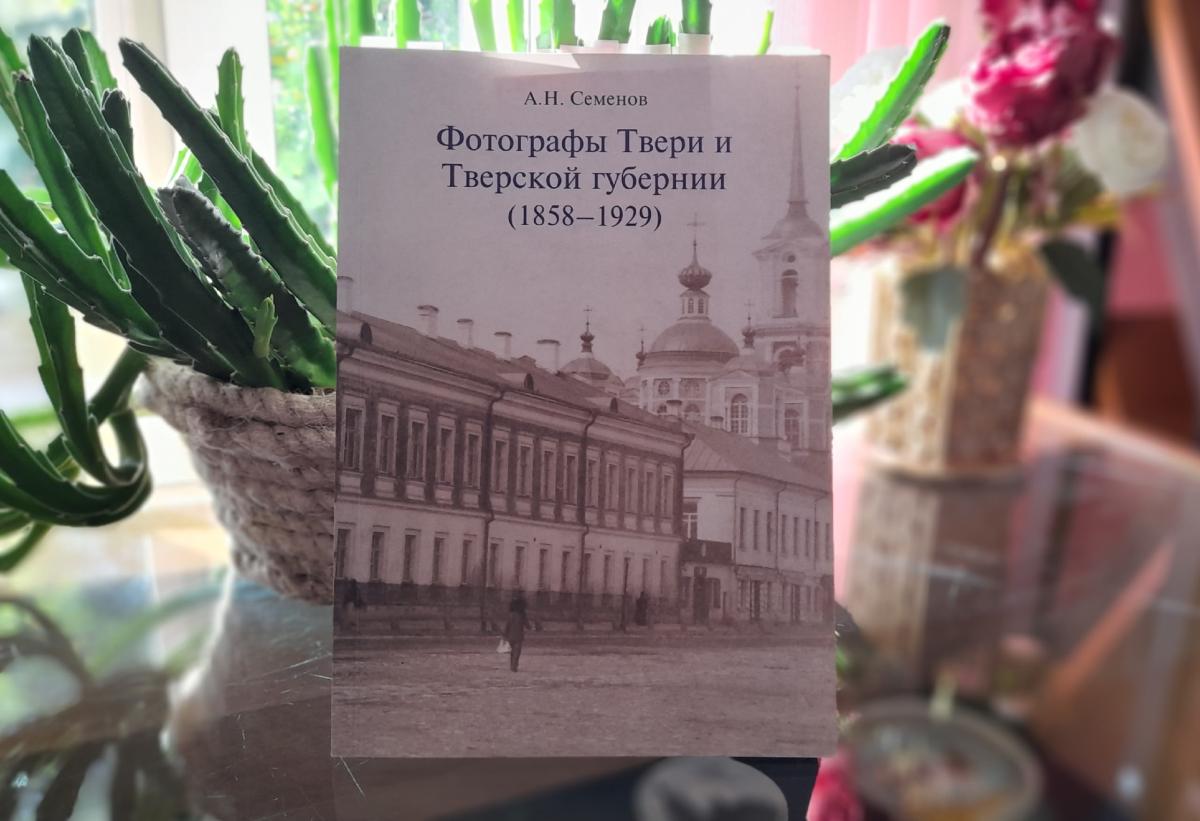 А.Н. Семенов
Фотографы Твери и
Тверской губернии
(1858–1929)